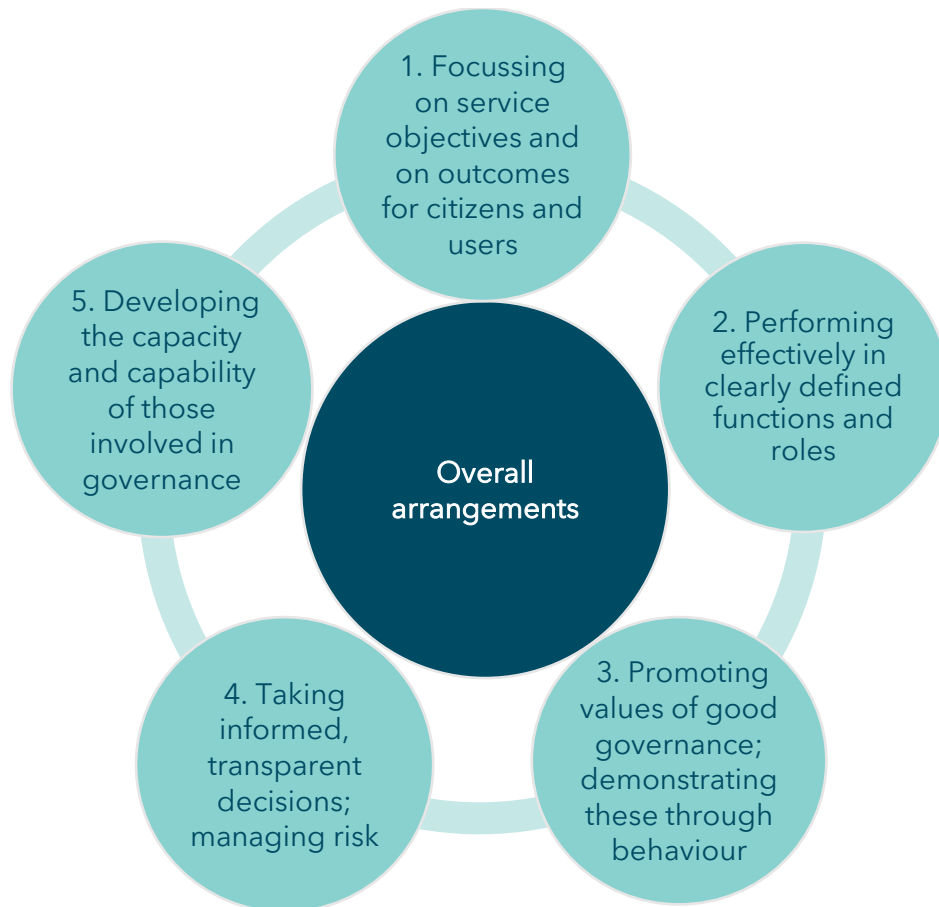 1. Focussing
on service
objectives and
on outcomes
for citizens and
users
2. Performing
effectively in
clearly defined
functions and
roles
3. Promoting
values of good
governance;
demonstrating
these through
behaviour
4. Taking
informed,
transparent
decisions;
managing risk
5. Developing
the capacity
and capability
of those
involved in
governance
Overall
arrangements